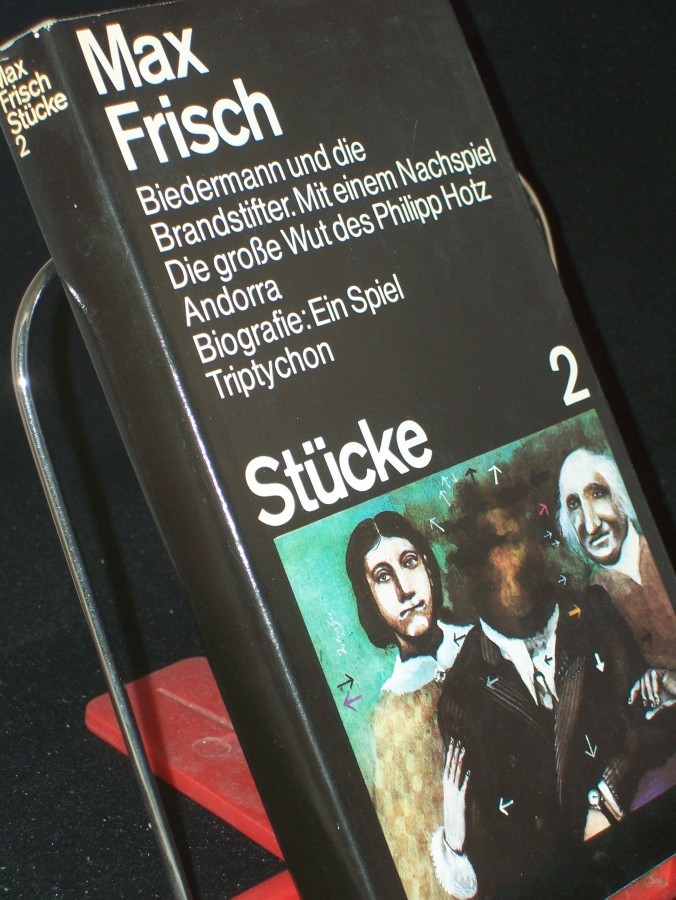 Max
Frisch
Stücke
2
Max
Frisch
Biedermann und die
Brandstifter. Mit einem Nachspiel
Die große Wut des Philipp Hotz
Andorra
Biografie: Ein Spiel
Triptychon
2
Stücke